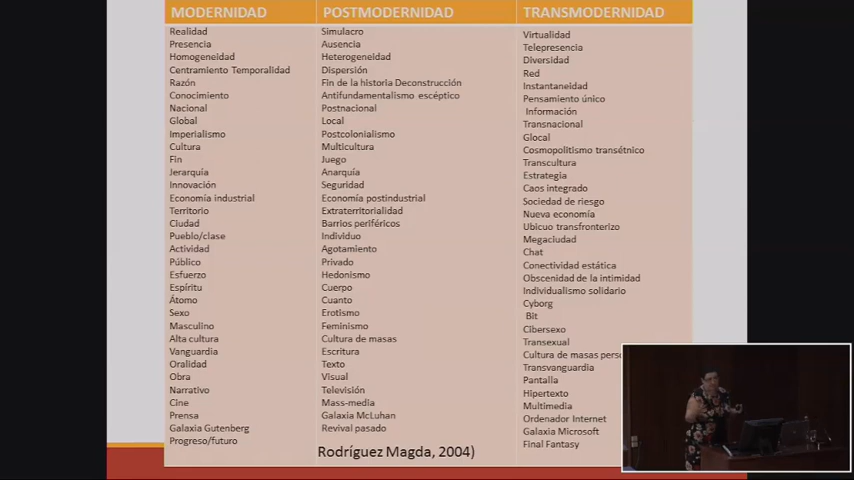 MODERNIDAD
Realidad
Presencia
Homogeneidad
Centramiento Temporalidad
Razón
Conocimiento
Nacional
Global
Imperialismo
Cultura
Fin
Jerarquía
Innovación
Economía industrial
Territorio
Ciudad
Pueblo/clase
Actividad
Público
Esfuerzo
Espíritu
Átomo
Sexo
Masculino
Alta cultura
Vanguardia
Oralidad
Obra
Narrativo
Cine
Prensa
Galaxia Gutenberg
Progreso/futuro
POSTMODERNIDAD
Simulacro
Ausencia
Heterogeneidad
Dispersión
Fin de la historia Deconstrucción
Antifundamentalismo escéptico
Postnacional
Local
Postcolonialismo
Multicultura
Juego
Anarquía
Seguridad
Economía postindustrial
Extraterritorialidad
Barrios periféricos
Individuo
Agotamiento
Privado
Hedonismo
Cuerpo
Cuanto
Erotismo
Feminismo
Cultura de masas
Escritura
Texto
Visual
Televisión
Mass-media
Galaxia McLuhan
Revival pasado
TRANSMODERNIDAD
Virtualidad
Telepresencia
Diversidad
Red
Instantaneidad
Pensamiento único
Información
Transnacional
Glocal
Cosmopolitismo transétnico
Transcultura
Estrategia
Caos integrado
Sociedad de riesgo
Nueva economía
Ubicuo transfronterizo
Megaciudad
Chat
Conectividad estática
Obscenidad de la intimidad
Individualismo solidario
Cyborg
Bit
Cibersexo
Transexual
Cultura de masas
Transvanguardia
Pantalla
Hipertexto
Multimedia
Ordenador Internet
Galaxia Microsoft
Final Fantasy
Rodríguez Magda, 2004)